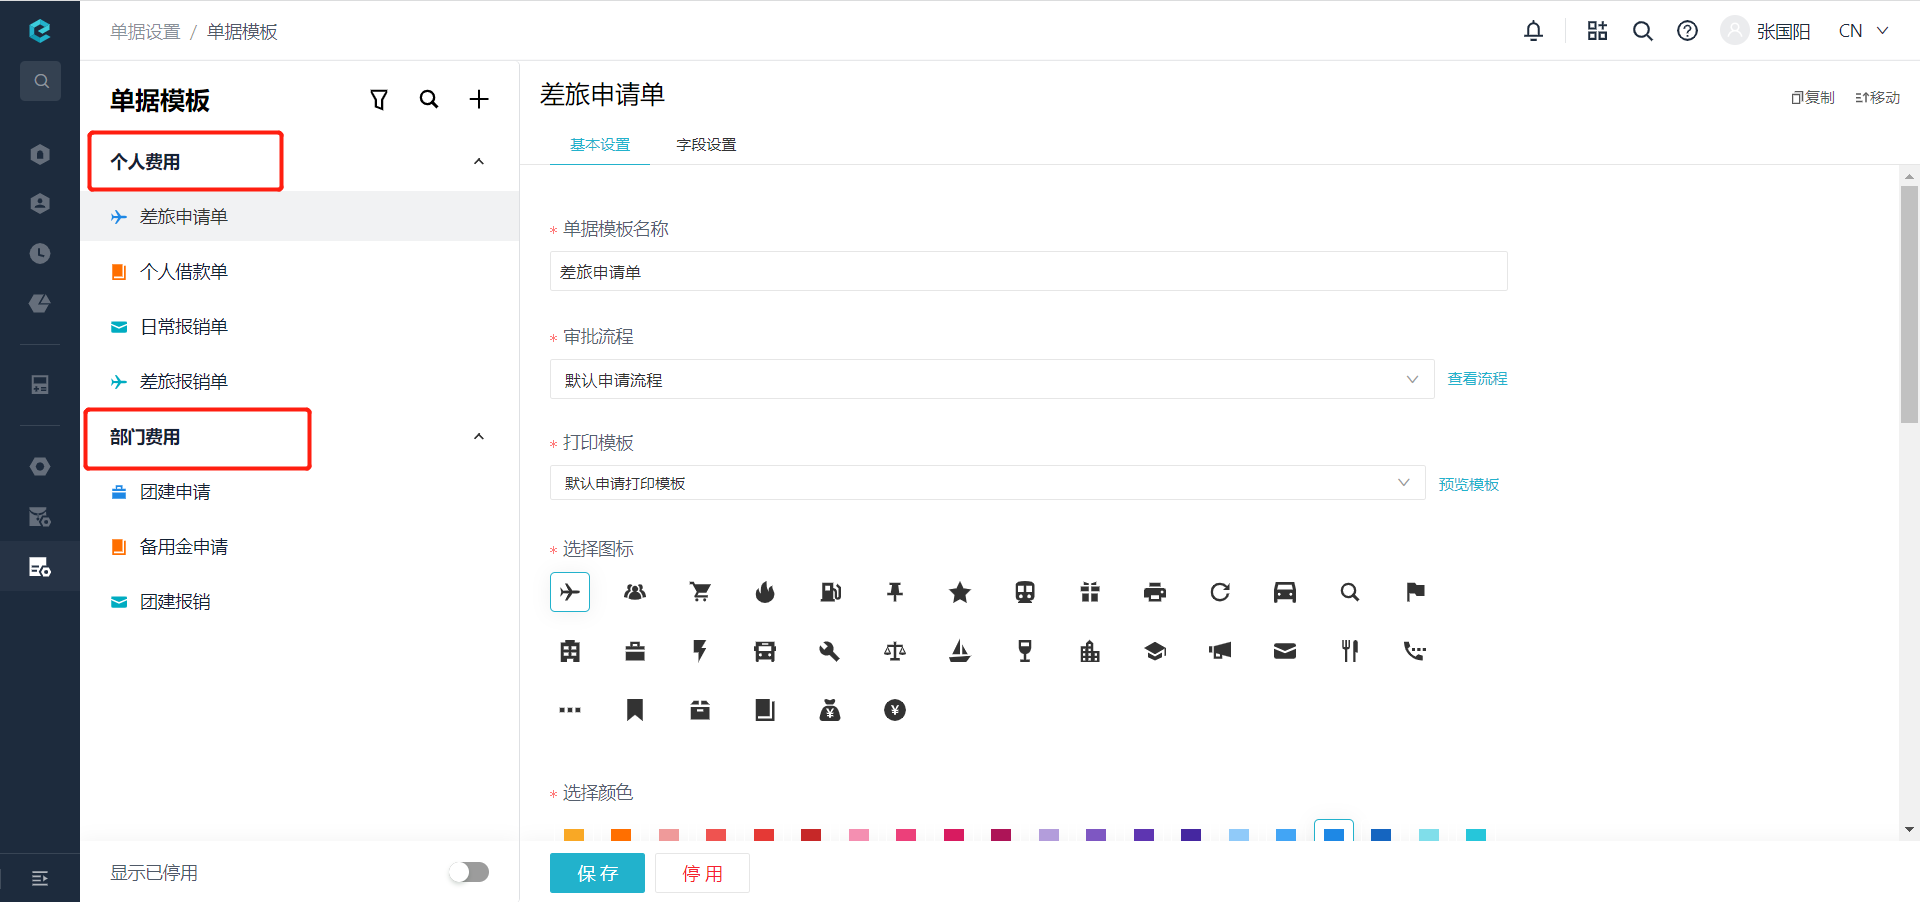 单据设置 / 单据模板
张国阳
CN
单据模板
个人费用
差旅申请单
个人借款单
日常报销单
差旅报销单
部门费用
团建申请
备用金申请
团建报销
显示已停用
差旅申请单
复制
移动
基本设置
字段设置
* 单据模板名称
差旅申请单
* 审批流程
默认申请流程
查看流程
* 打印模板
默认申请打印模板
预览模板
* 选择图标
* 选择颜色
保存
停用